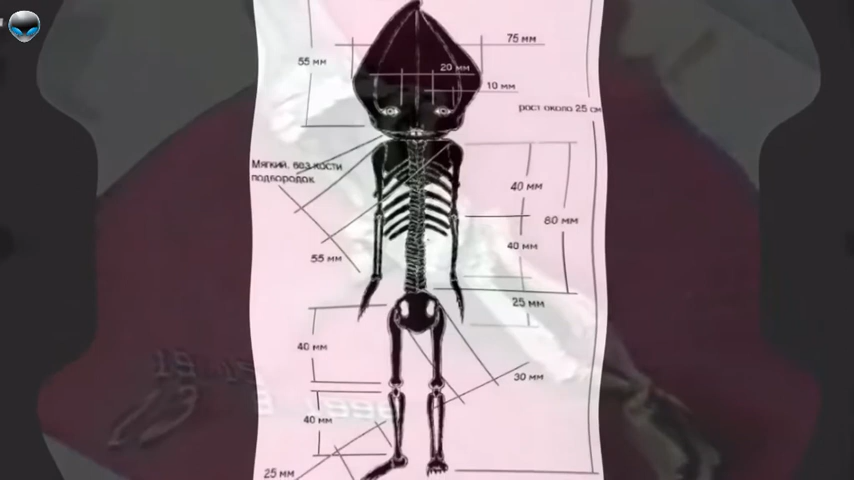 75 мм
55 мм
20 мм
10 мм
рост около 25 см
Мягкий, без кости
подбородок
40 мм
80 мм
40 мм
55 мм
25 мм
40 мм
30 мм
40 мм
25 мм